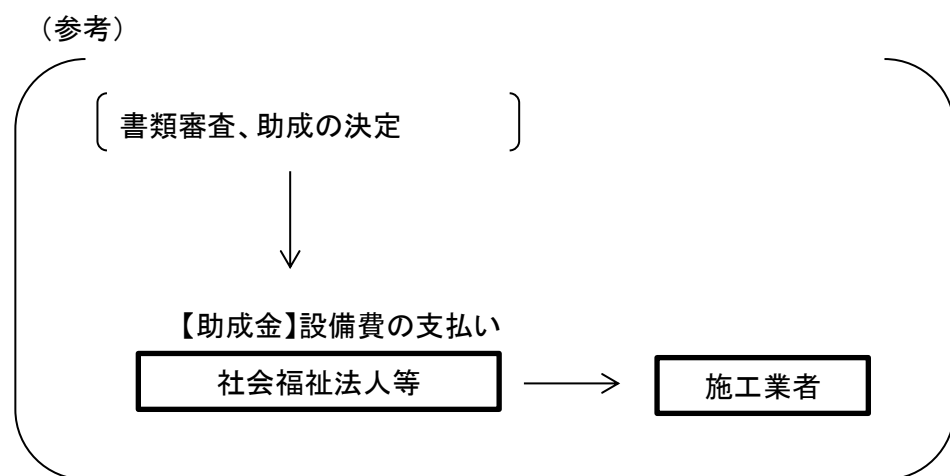 （参考）
書類審査、助成の決定
【助成金】設備費の支払い
社会福祉法人等
施工業者